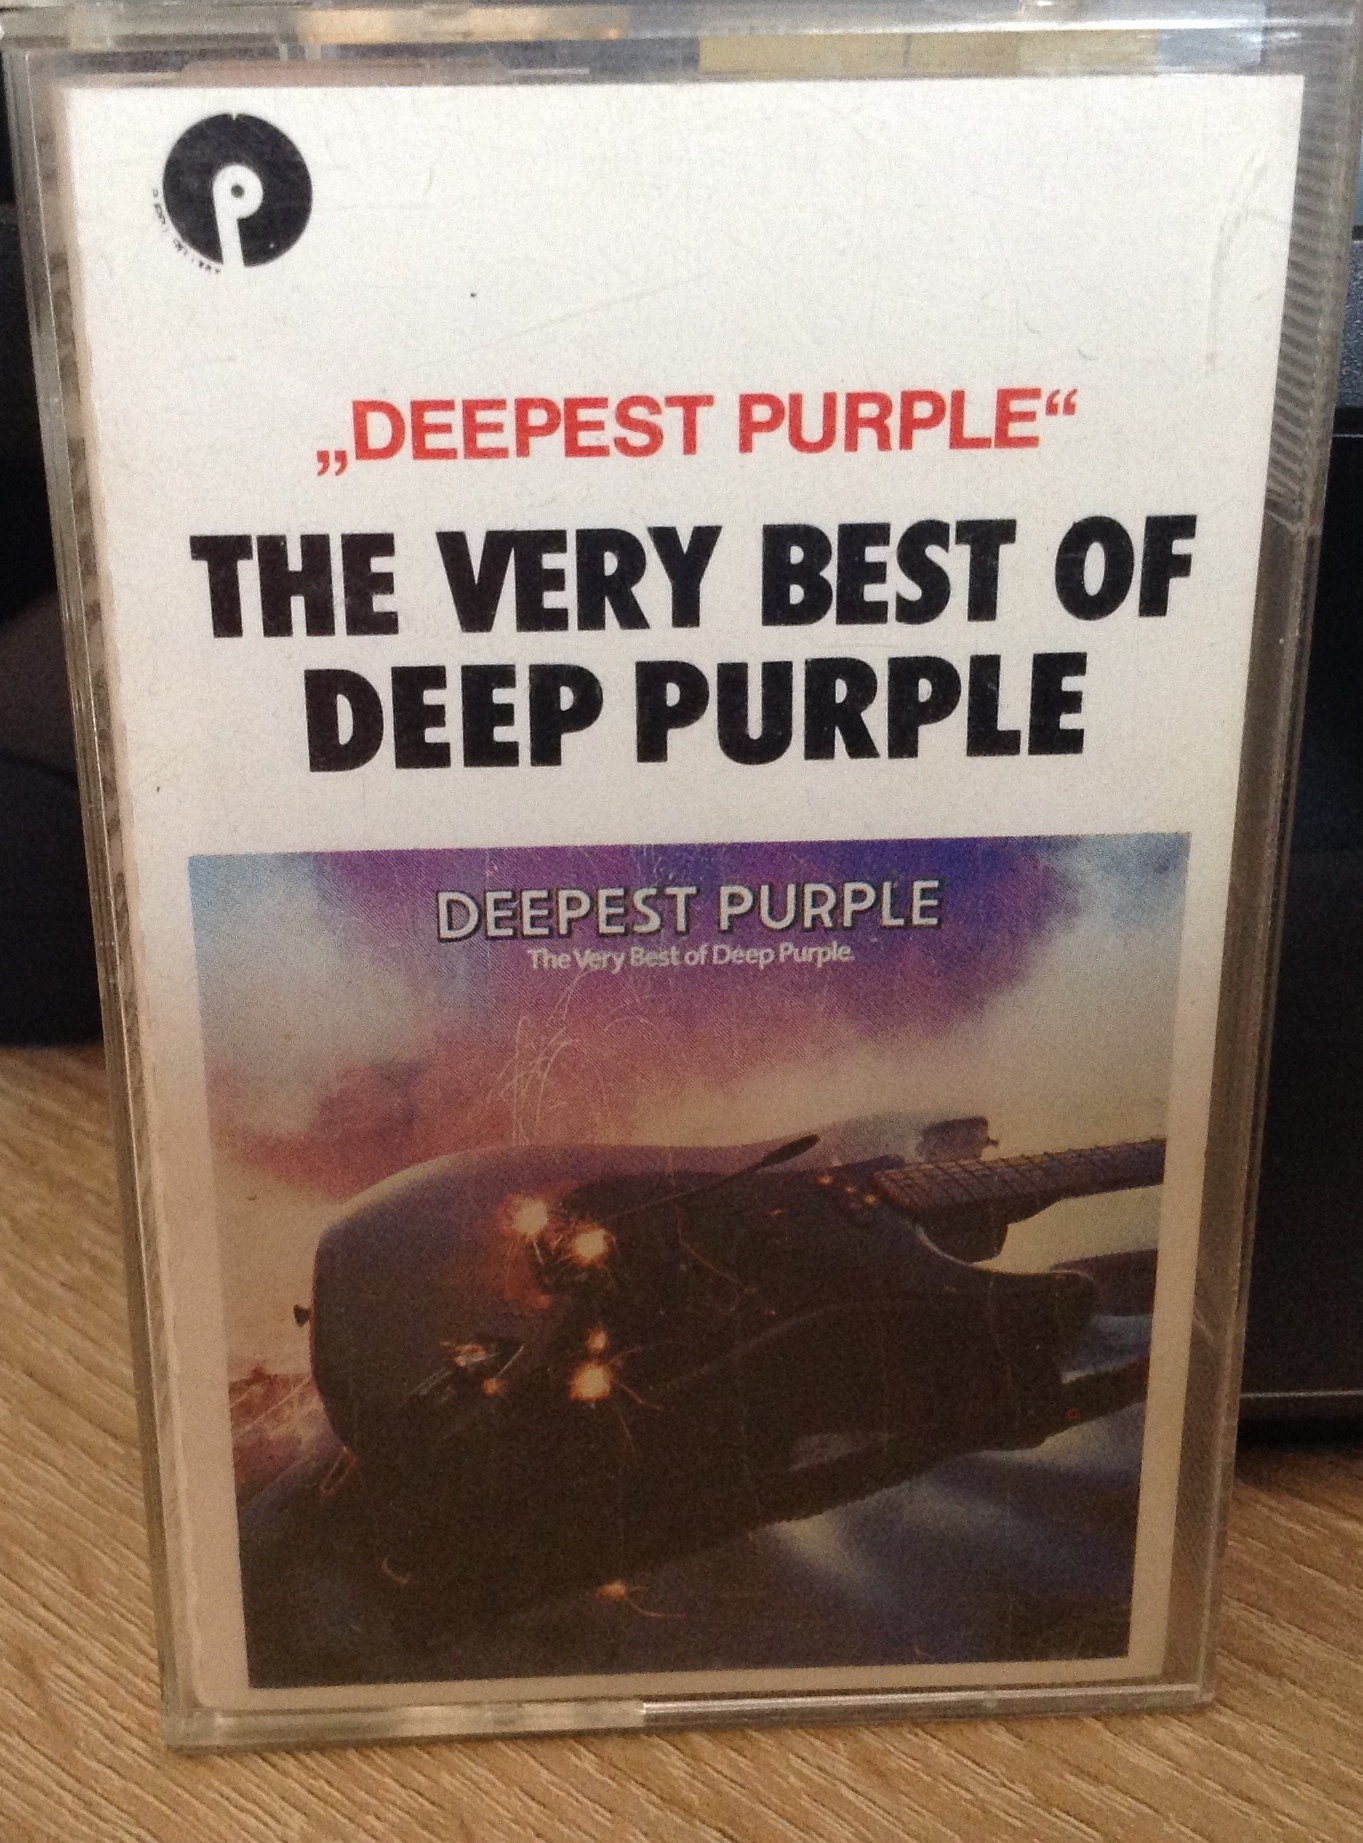 „DEEPEST PURPLE“
THE VERY BEST OF
DEEP PURPLE
DEEPEST PURPLE
The Very Best of Deep Purple.